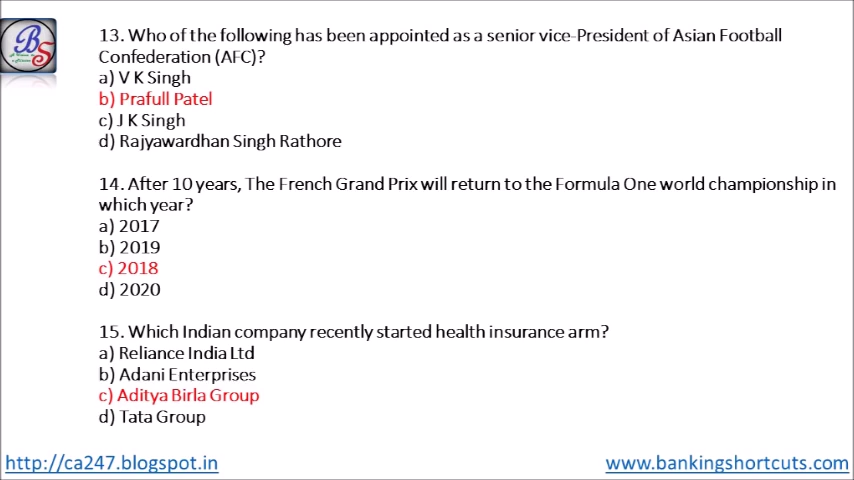 BS
13. Who of the following has been appointed as a senior vice-President of Asian Football
Confederation (AFC)?
a) V K Singh
b) Prafull Patel
c) J K Singh
d) Rajyawardhan Singh Rathore
14. After 10 years, The French Grand Prix will return to the Formula One world championship in
which year?
a) 2017
b) 2019
c) 2018
d) 2020
15. Which Indian company recently started health insurance arm?
a) Reliance India Ltd
b) Adani Enterprises
c) Aditya Birla Group
d) Tata Group
http://ca247.blogspot.in
www.bankingshortcuts.com